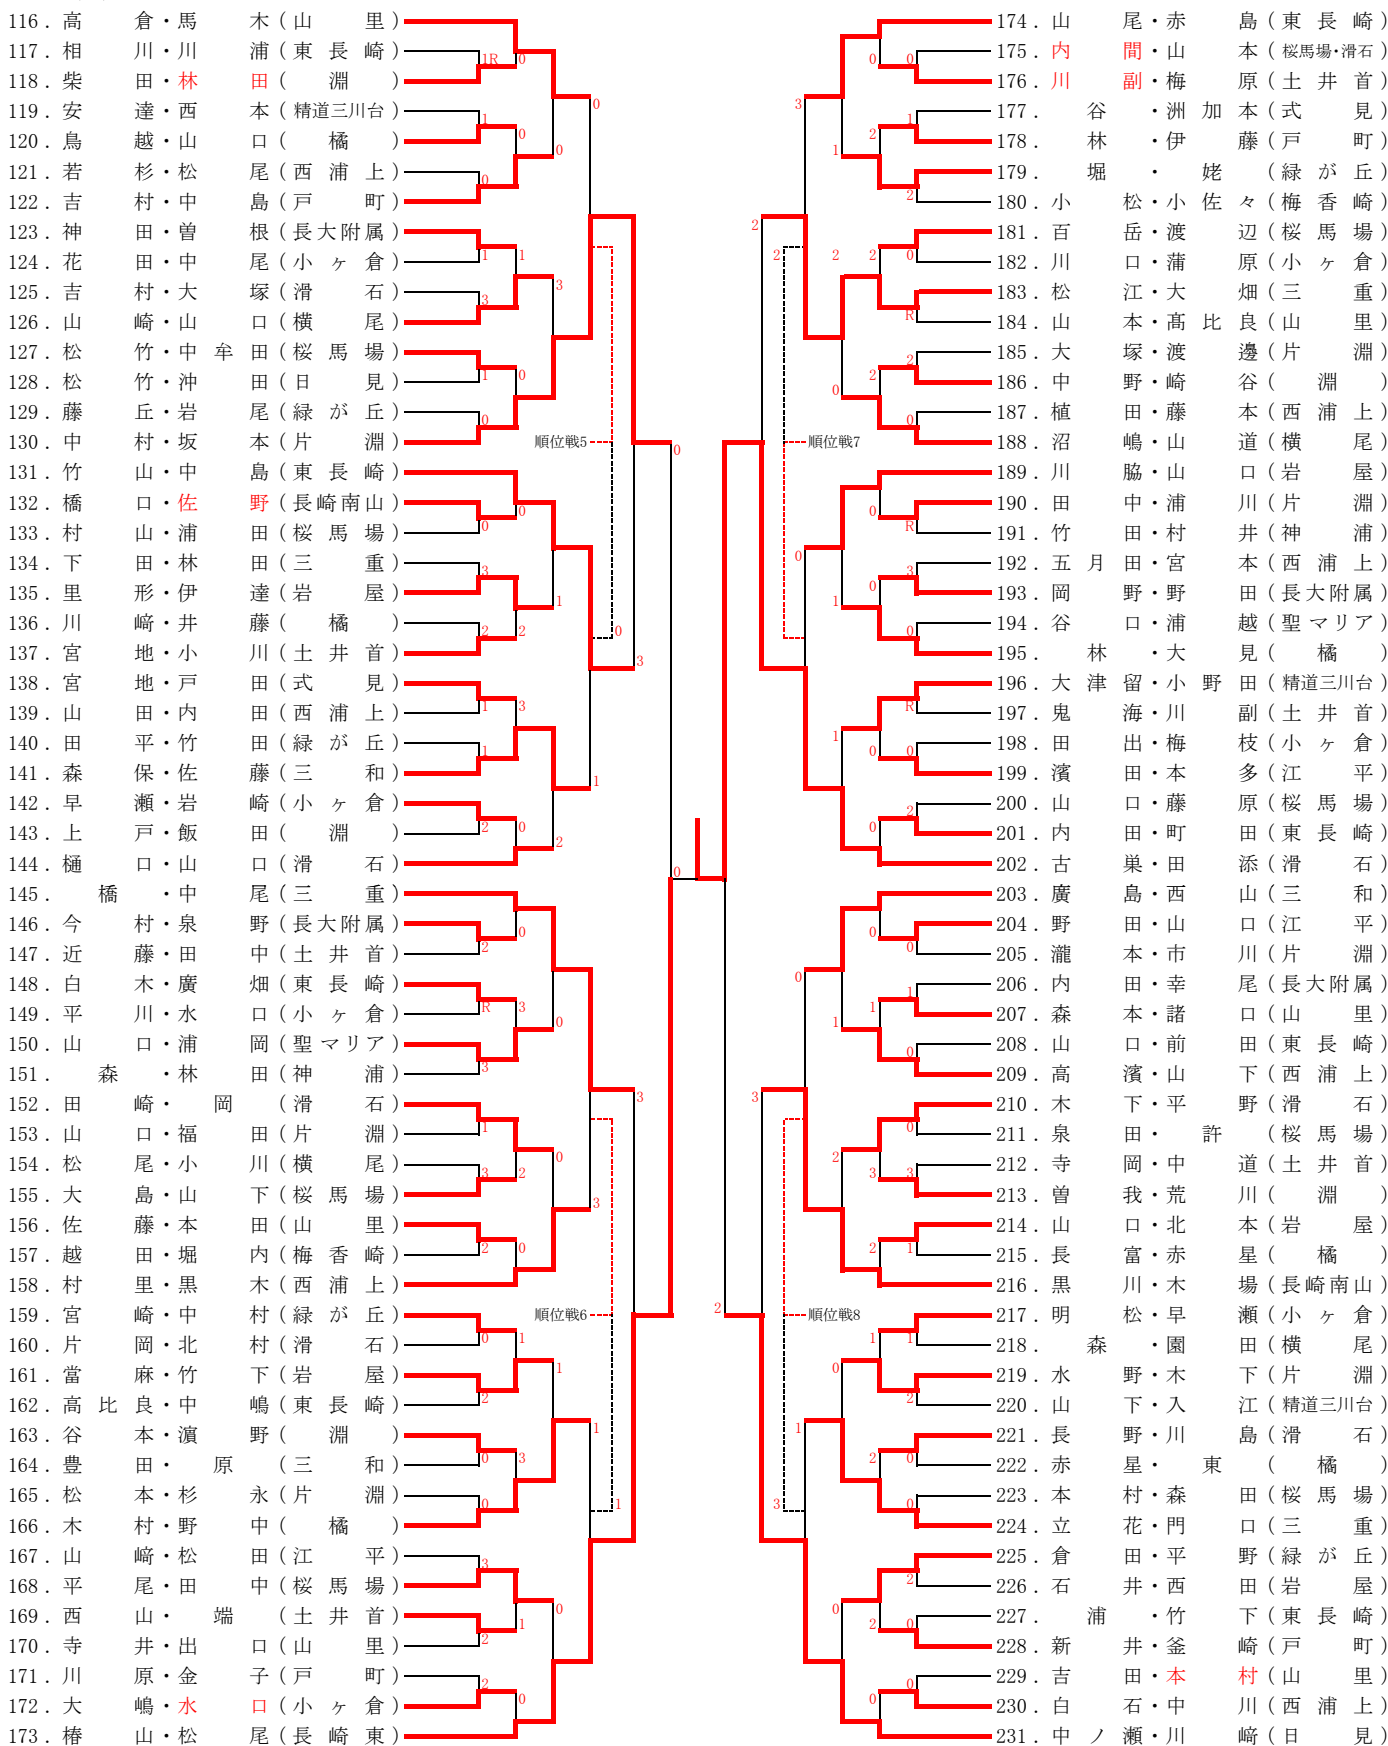 116．高倉・馬木（山里）
117．相川・川浦（東長崎）
118．柴田・林田（淵）
119．安達・西本（精道三川台）
120．鳥越・山口（橘）
121．若杉・松尾（西浦上）
122．吉村・中島（戸町）
123．神田・曽根（長大附属）
124．花田・中尾（小ヶ倉）
125．吉村・大塚（滑石）
126．山崎・山口（横尾）
127．松竹・中牟田（桜馬場）
128．松竹・沖田（日見）
129．藤丘・岩尾（緑が丘）
130．中村・坂本（片淵）
131．竹山・中島（東長崎）
132．橋口・佐野（長崎南山）
133．村山・浦田（桜馬場）
134．下田・林田（三重）
135．里形・伊達（岩屋）
136．川﨑・井藤（橘）
137．宮地・小川（土井首）
138．宮地・戸田（式見）
139．山田・内田（西浦上）
140．田平・竹田（緑が丘）
141．森保・佐藤（三和）
142．早瀬・岩崎（小ヶ倉）
143．上戸・飯田（淵）
144．樋口・山口（滑石）
145．橋・中尾（三重）
146．今村・泉野（長大附属）
147．近藤・田中（土井首）
148．白木・廣畑（東長崎）
149．平川・水口（小ヶ倉）
150．山口・浦岡（聖マリア）
151．森・林田（神浦）
152．田崎・岡（滑石）
153．山口・福田（片淵）
154．松尾・小川（横尾）
155．大島・山下（桜馬場）
156．佐藤・本田（山里）
157．越田・堀内（梅香崎）
158．村里・黒木（西浦上）
159．宮崎・中村（緑が丘）
160．片岡・北村（滑石）
161．當麻・竹下（岩屋）
162．高比良・中嶋（東長崎）
163．谷本・濵野（淵）
164．豊田・原（三和）
165．松本・杉永（片淵）
166．木村・野中（橘）
167．山﨑・松田（江平）
168．平尾・田中（桜馬場）
169．西山・端（土井首）
170．寺井・出口（山里）
171．川原・金子（戸町）
172．大嶋・水口（小ヶ倉）
173．椿山・松尾（長崎東）
順位戦5
順位戦6
順位戦7
順位戦8
174．山尾・赤島（東長崎）
175．内間・山本（桜馬場・滑石）
176．川副・梅原（土井首）
177．谷・洲加本（式見）
178．林・伊藤（戸町）
179．堀・姥（緑が丘）
180．小松・小佐々（梅香崎）
181．百岳・渡辺（桜馬場）
182．川口・蒲原（小ヶ倉）
183．松江・大畑（三重）
184．山本・髙比良（山里）
185．大塚・渡邊（片淵）
186．中野・崎谷（淵）
187．植田・藤本（西浦上）
188．沼嶋・山道（横尾）
189．川脇・山口（岩屋）
190．田中・浦川（片淵）
191．竹田・村井（神浦）
192．五月田・宮本（西浦上）
193．岡野・野田（長大附属）
194．谷口・浦越（聖マリア）
195．林・大見（橘）
196．大津留・小野田（精道三川台）
197．鬼海・川副（土井首）
198．田出・梅枝（小ヶ倉）
199．濱田・本多（江平）
200．山口・藤原（桜馬場）
201．内田・町田（東長崎）
202．古巣・田添（滑石）
203．廣島・西山（三和）
204．野田・山口（江平）
205．瀧本・市川（片淵）
206．内田・幸尾（長大附属）
207．森本・諸口（山里）
208．山口・前田（東長崎）
209．高濱・山下（西浦上）
210．木下・平野（滑石）
211．泉田・許（桜馬場）
212．寺岡・中道（土井首）
213．曽我・荒川（淵）
214．山口・北本（岩屋）
215．長富・赤星（橘）
216．黒川・木場（長崎南山）
217．明松・早瀬（小ヶ倉）
218．森・園田（横尾）
219．水野・木下（片淵）
220．山下・入江（精道三川台）
221．長野・川島（滑石）
222．赤星・東（橘）
223．本村・森田（桜馬場）
224．立花・門口（三重）
225．倉田・平野（緑が丘）
226．石井・西田（岩屋）
227．浦・竹下（東長崎）
228．新井・釜崎（戸町）
229．吉田・本村（山里）
230．白石・中川（西浦上）
231．中ノ瀬・川﨑（日見）